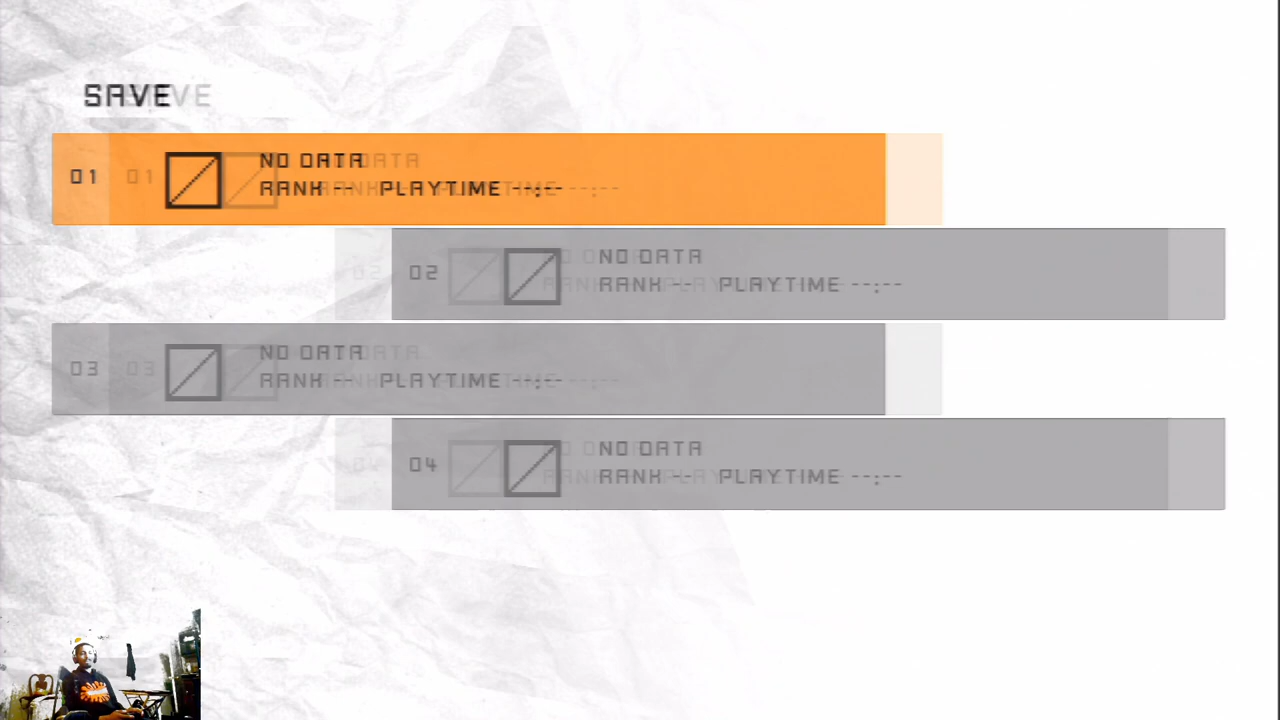 SAVE
01
NO DATA
RANK -- PLAYTIME --:--
02
NO DATA
RANK -- PLAYTIME --:--
03
NO DATA
RANK -- PLAYTIME --:--
04
NO DATA
RANK -- PLAYTIME --:--